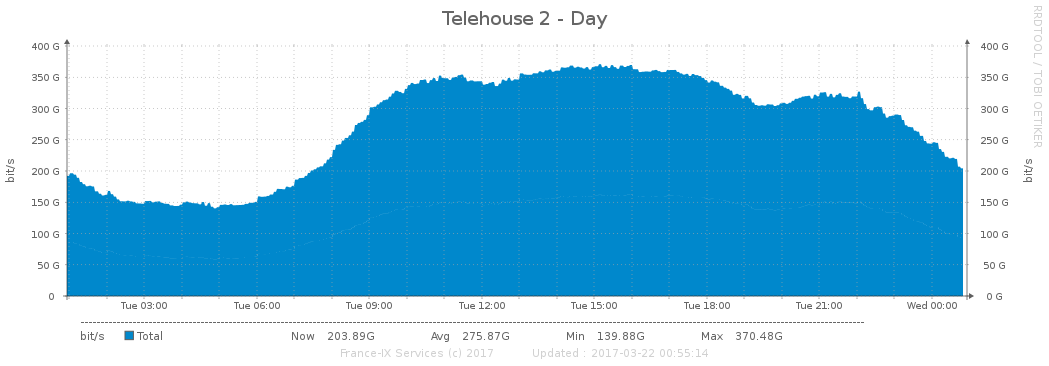 Telehouse 2 - Day
RRDTOOL / TOBI OETIKER
400 G 400 G
350 G 350 G
300 G 300 G
250 G 250 G
200 G 200 G
150 G 150 G
100 G 100 G
50 G 50 G
0 0 G
bit/s bit/s
Tue 03:00 Tue 06:00 Tue 09:00 Tue 12:00 Tue 15:00 Tue 18:00 Tue 21:00 Wed 00:00
bit/s Total Now 203.89G Avg 275.87G Min 139.88G Max 370.48G
France-IX Services (c) 2017 Updated : 2017-03-22 00:55:14